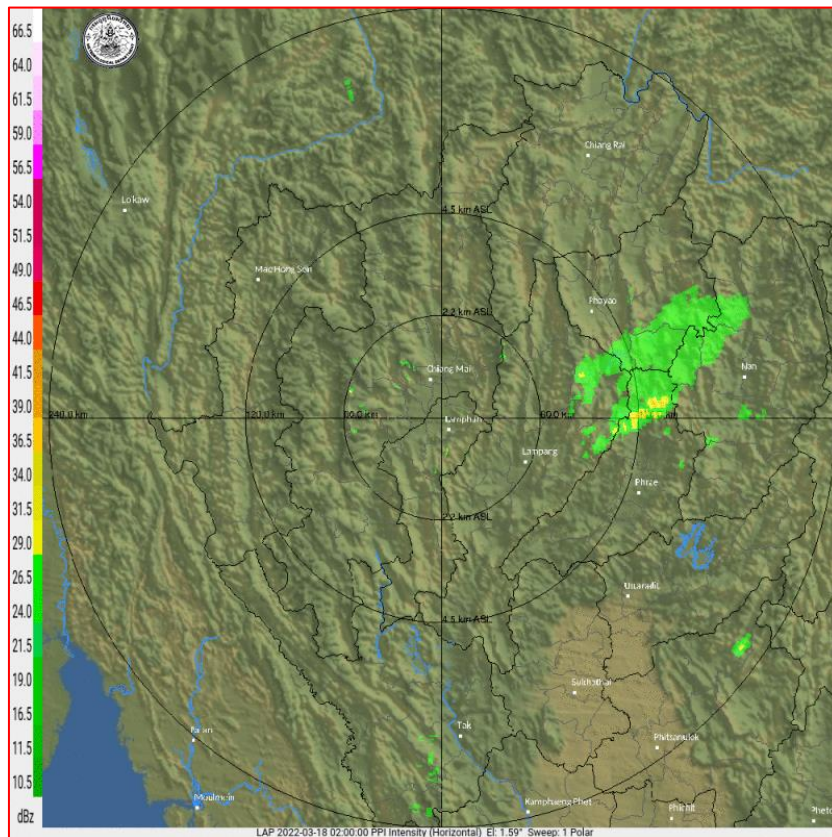 66.5
64.0
61.5
59.0
56.5
54.0
51.5
49.0
46.5
44.0
41.5
39.0
36.5
34.0
31.5
29.0
26.5
24.0
21.5
19.0
16.5
14.0
11.5
10.5
dBz
Chiang Rai
Loikaw
4.5 km ASL
Mae Hong Son
Phayao
2.2 km ASL
Chiang Mai
Nan
240.0 km
120.0 km
60.0 km
60.0 km
Lamphun
Lampang
Phrae
2.2 km ASL
Uttaradit
4.5 km ASL
Sukhothai
Tak
Pa'an
Phitsanulok
Moulmein
Kamphaeng Phet
Phichit
LAP 2022-03-18 02:00:00 PPI Intensity (Horizontal) El: 1.59° Sweep: 1 Polar